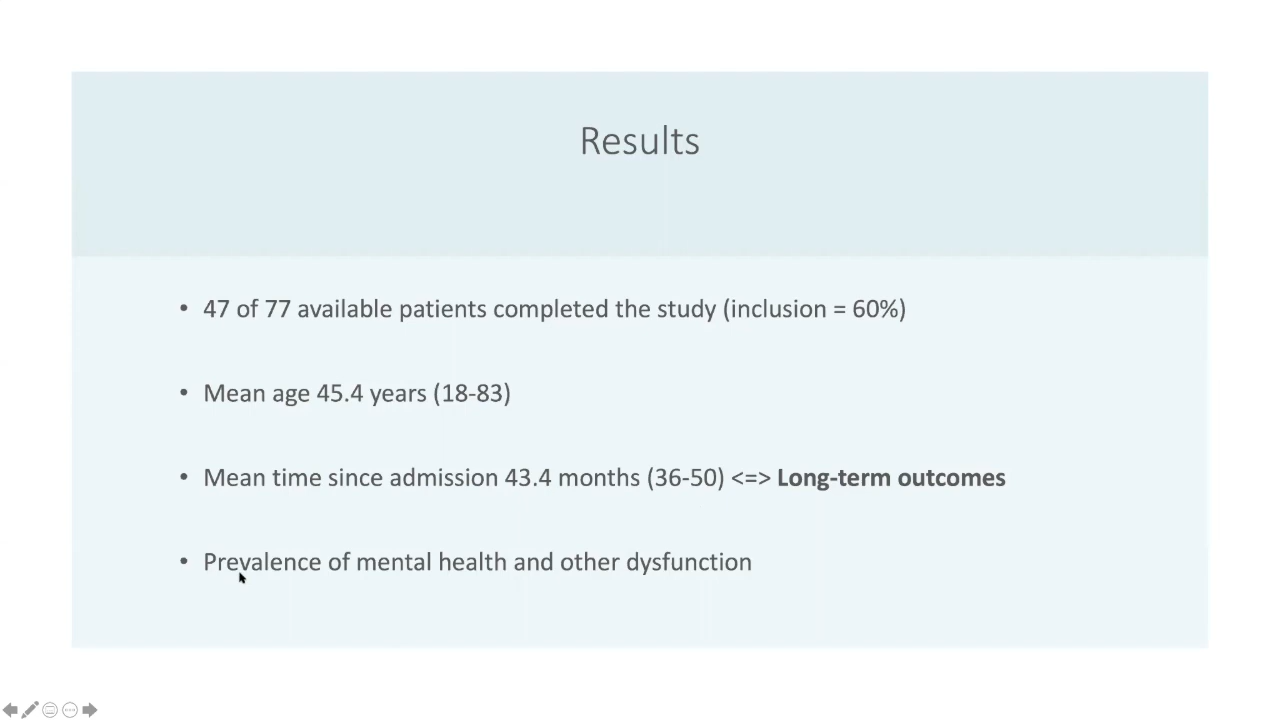 Results
• 47 of 77 available patients completed the study (inclusion = 60%)
• Mean age 45.4 years (18-83)
• Mean time since admission 43.4 months (36-50) <=> Long-term outcomes
• Prevalence of mental health and other dysfunction